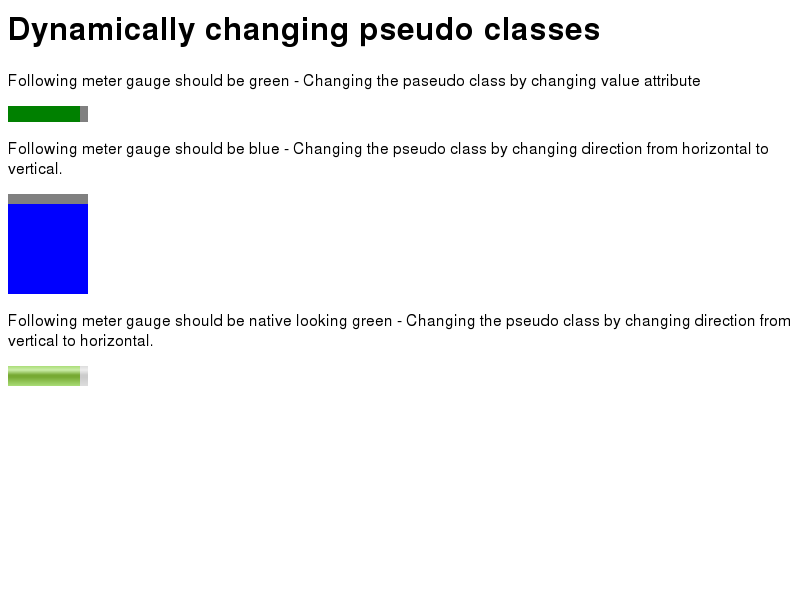 Dynamically changing pseudo classes
Following meter gauge should be green - Changing the paseudo class by changing value attribute
Following meter gauge should be blue - Changing the pseudo class by changing direction from horizontal to
vertical.
Following meter gauge should be native looking green - Changing the pseudo class by changing direction from
vertical to horizontal.